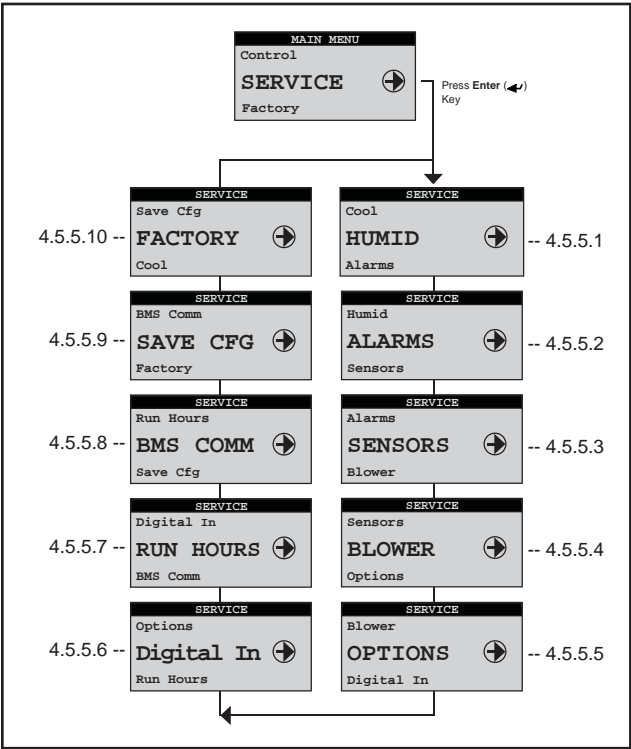 MAIN MENU
Control
SERVICE
Factory
Press Enter (↵)
Key
SERVICE
Save Cfg
4.5.5.10 -- FACTORY
Cool
SERVICE
Cool
HUMID -- 4.5.5.1
Alarms
SERVICE
BMS Comm
4.5.5.9 -- SAVE CFG
Factory
SERVICE
Humid
ALARMS -- 4.5.5.2
Sensors
SERVICE
Run Hours
4.5.5.8 -- BMS COMM
Save Cfg
SERVICE
Alarms
SENSORS -- 4.5.5.3
Blower
SERVICE
Digital In
4.5.5.7 -- RUN HOURS
BMS Comm
SERVICE
Sensors
BLOWER -- 4.5.5.4
Options
SERVICE
Options
4.5.5.6 -- Digital In
Run Hours
SERVICE
Blower
OPTIONS -- 4.5.5.5
Digital In